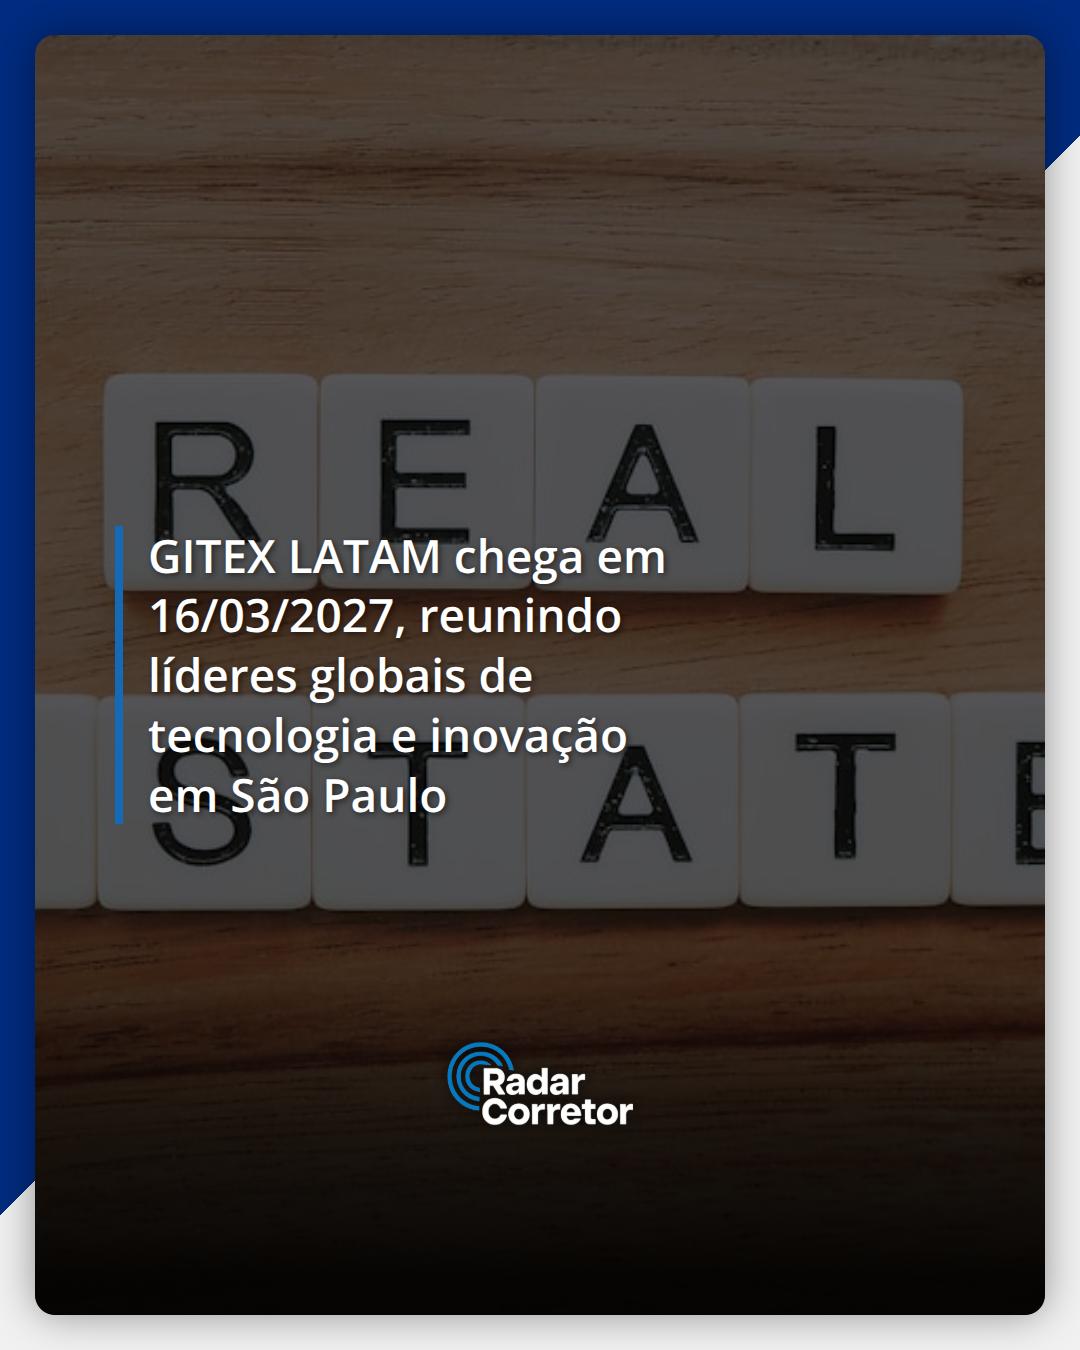 REAL
GITEX LATAM chega em
16/03/2027, reunindo
líderes globais de
tecnologia e inovação
em São Paulo
STATE
Radar
Corretor